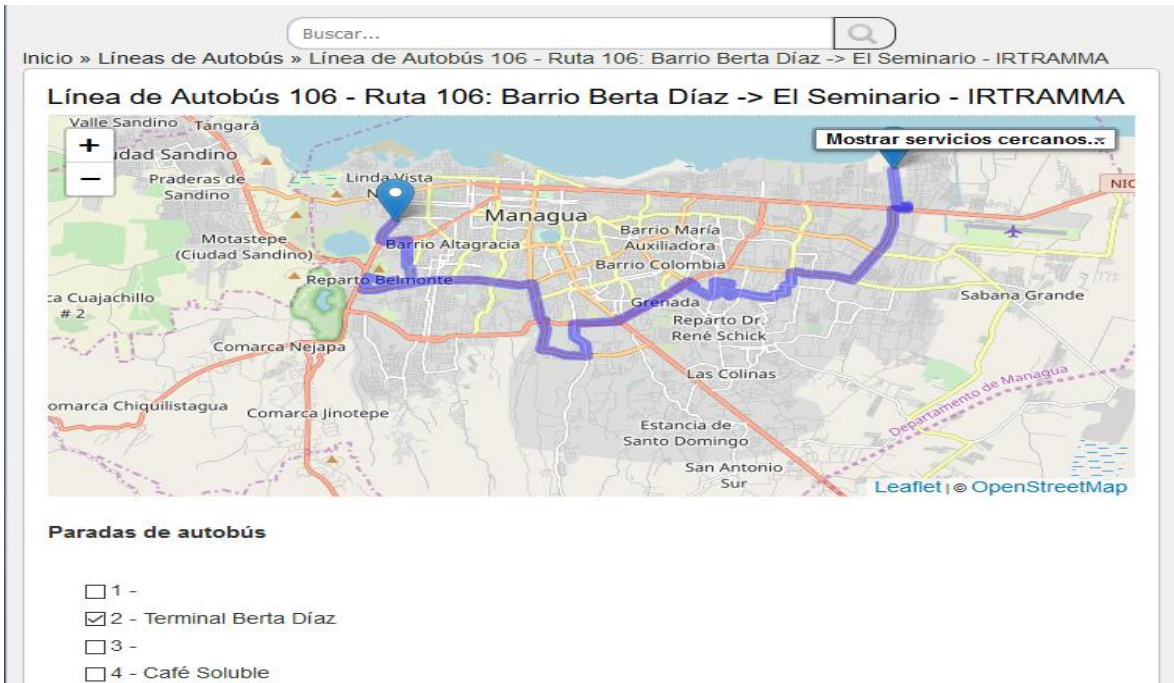 Buscar...
Inicio » Líneas de Autobús » Línea de Autobús 106 - Ruta 106: Barrio Berta Díaz -> El Seminario - IRTRAMMA
Línea de Autobús 106 - Ruta 106: Barrio Berta Díaz -> El Seminario - IRTRAMMA
Valle Sandino
Tangará
+
Mostrar servicios cercanos...
dad Sandino
−
Praderas de
Sandino
Linda Vista
N
NIC
Managua
Motastepe
(Ciudad Sandino)
Barrio Altagracia
Barrio María
Auxiliadora
Barrio Colombia
Reparto Belmonte
ca Cuajachillo
# 2
Grenada
Sabana Grande
Reparto Dr.
René Schick
Comarca Nejapa
Las Colinas
omarca Chiquilistagua
Comarca Jinotepe
Departamento de Managua
Estancia de
Santo Domingo
San Antonio
Sur
Leaflet | © OpenStreetMap
Paradas de autobús
1 -
2 - Terminal Berta Díaz
3 -
4 - Café Soluble